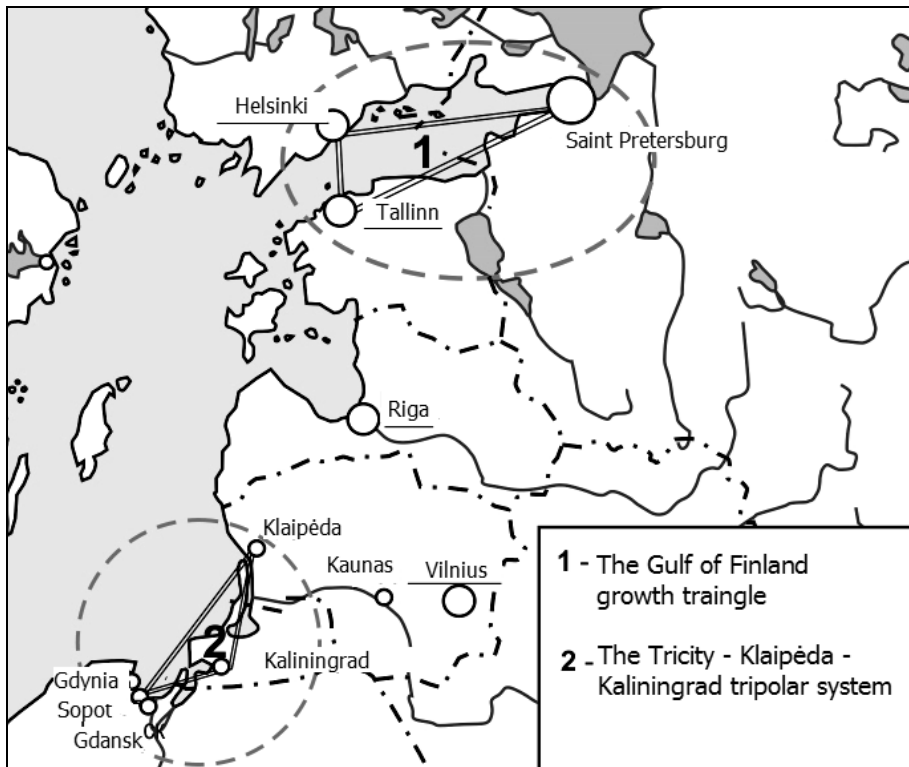 Helsinki
Saint Pretersburg
1
Tallinn
Riga
Klaipėda
Kaunas
Vilnius
2
Kaliningrad
Gdynia
Sopot
Gdansk
1 - The Gulf of Finland
growth traingle
2 - The Tricity - Klaipėda -
Kaliningrad tripolar system